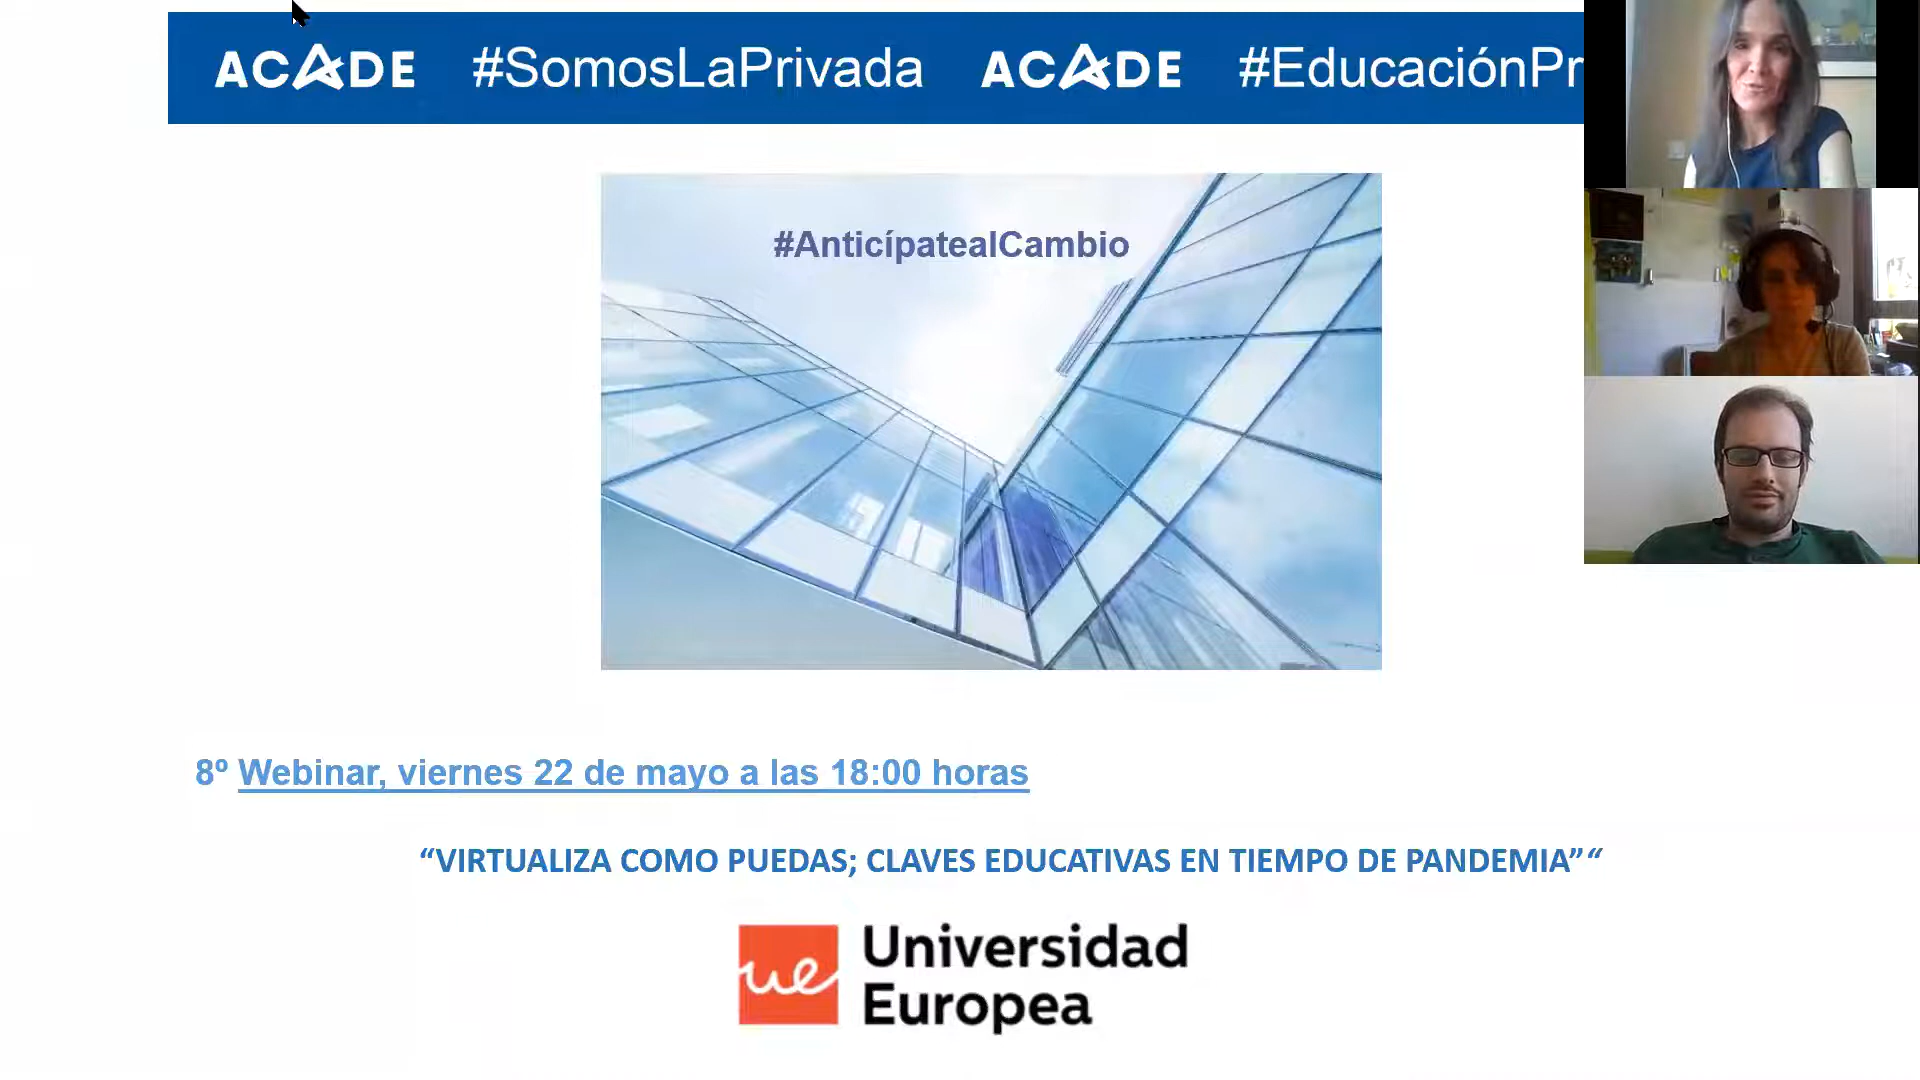 ACADE #SomosLaPrivada ACADE #EducaciónPr
#AnticípatealCambio
8º Webinar, viernes 22 de mayo a las 18:00 horas
“VIRTUALIZA COMO PUEDAS; CLAVES EDUCATIVAS EN TIEMPO DE PANDEMIA”“
ue Universidad
Europea